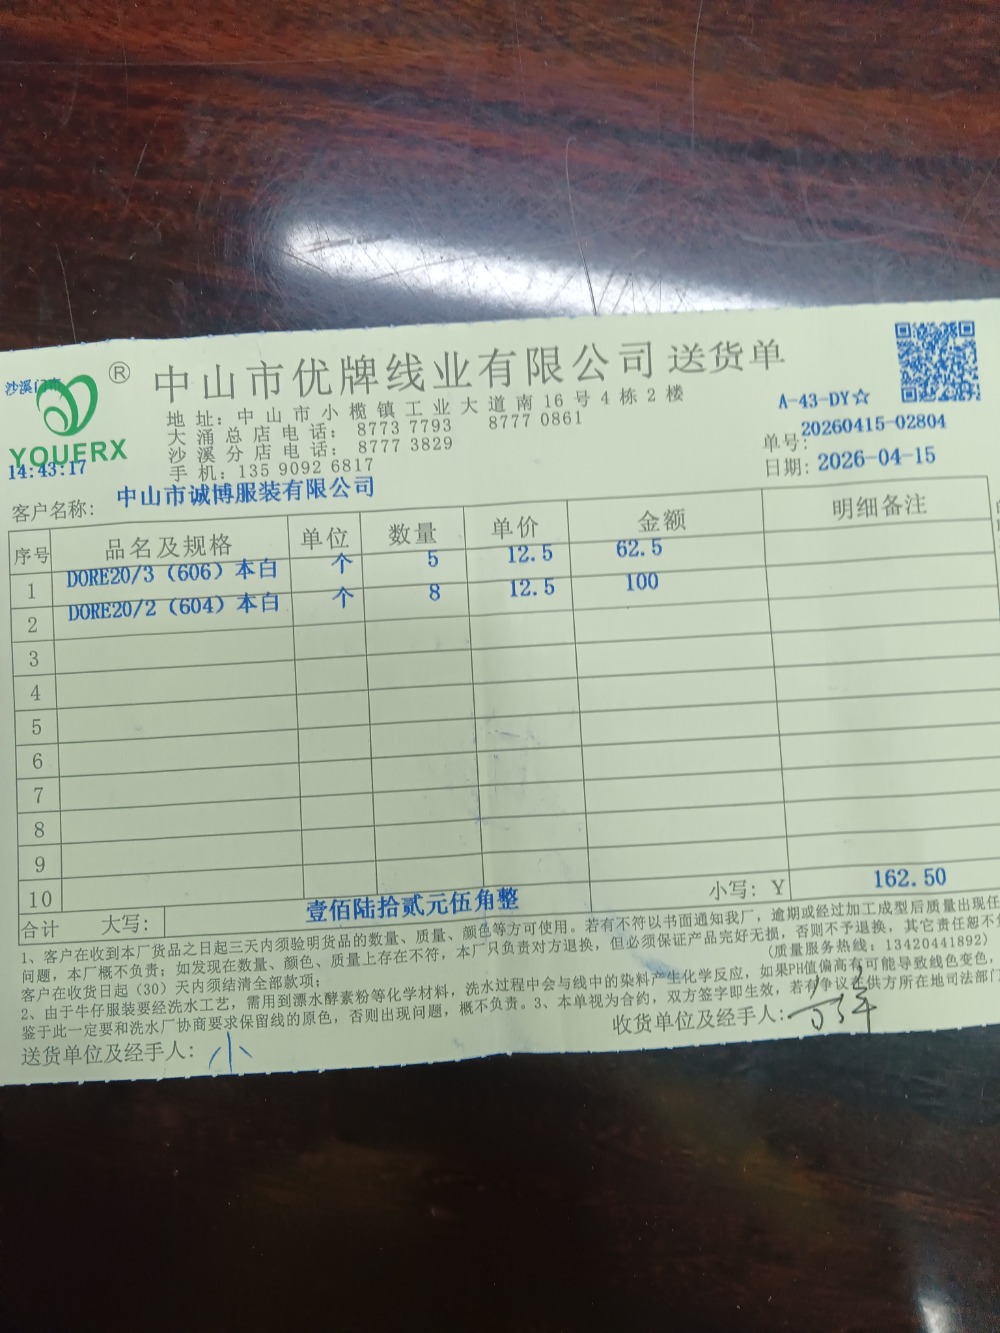 中山市优牌线业有限公司 送货单
沙溪门市
®
YOUERX
14:43:17
地址：中山市小榄镇工业大道南16号4栋2楼
大涌总店电话： 8773 7793 8777 0861
沙溪分店电话： 8777 3829
手机：135 9092 6817
A-43-DY☆
单号： 20260415-02804
日期： 2026-04-15
客户名称： 中山市诚博服装有限公司
序号 品名及规格 单位 数量 单价 金额 明细备注
1 DORE20/3（606）本白 个 5 12.5 62.5
2 DORE20/2（604）本白 个 8 12.5 100
3
4
5
6
7
8
9
10
合计 大写： 壹佰陆拾贰元伍角整 小写：Y 162.50
1、客户在收到本厂货品之日起三天内须验明货品的数量、质量、颜色等方可使用。若有不符以书面通知我厂，逾期或经过加工成型后质量出现任
问题，本厂概不负责；如发现在数量、颜色、质量上存在不符，本厂只负责对方退换，但必须保证产品完好无损，否则不予退换，其它责任恕不
客户在收货日起（30）天内须结清全部款项； （质量服务热线：13420441892）
2、由于牛仔服装要经洗水工艺，需用到漂水酵素粉等化学材料，洗水过程中会与线中的染料产生化学反应，如果PH值偏高有可能导致线色变色，
鉴于此一定要和洗水厂协商要求保留线的原色，否则出现问题，概不负责。3、本单视为合约，双方签字即生效，若有争议在供方所在地司法部门
送货单位及经手人： 小 收货单位及经手人：